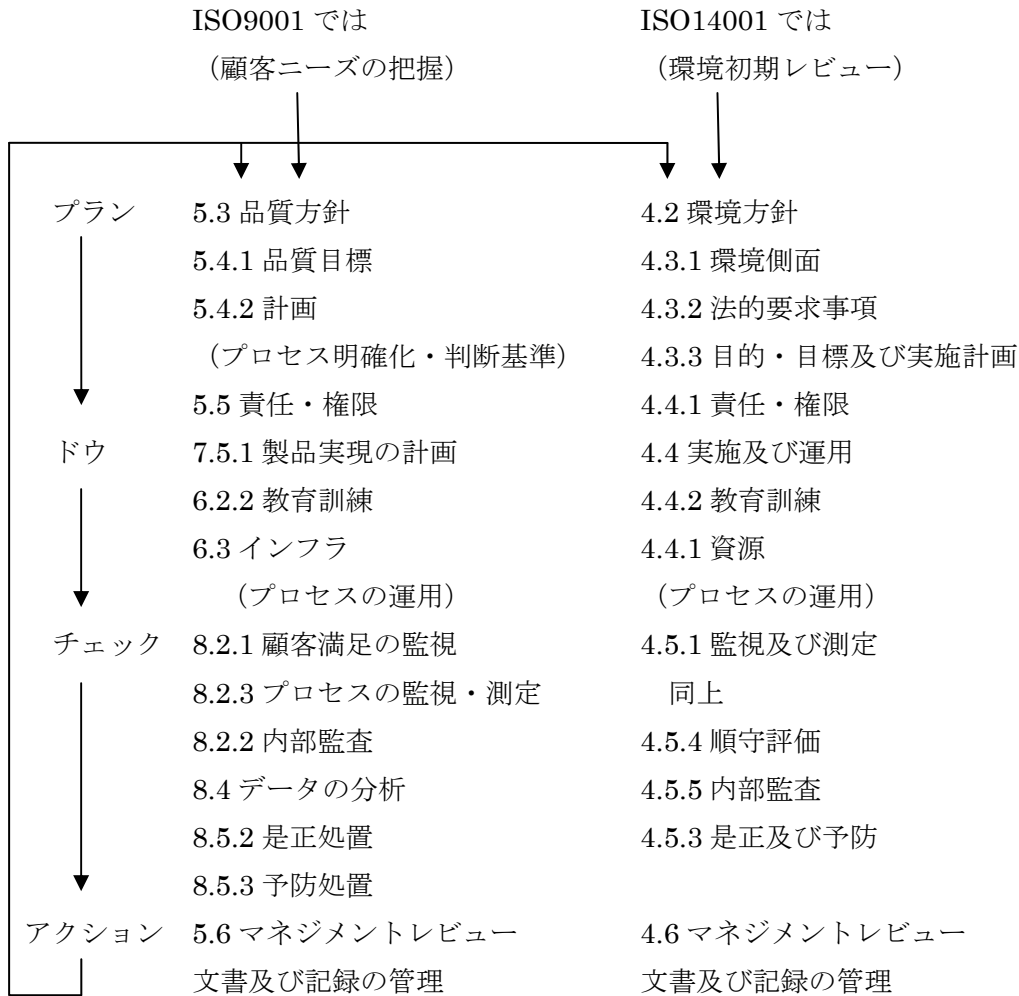 ISO9001 では ISO14001 では
（顧客ニーズの把握） （環境初期レビュー）
プラン 5.3 品質方針 4.2 環境方針
5.4.1 品質目標 4.3.1 環境側面
5.4.2 計画 4.3.2 法的要求事項
（プロセス明確化・判断基準） 4.3.3 目的・目標及び実施計画
5.5 責任・権限 4.4.1 責任・権限
ドウ 7.5.1 製品実現の計画 4.4 実施及び運用
6.2.2 教育訓練 4.4.2 教育訓練
6.3 インフラ 4.4.1 資源
（プロセスの運用） （プロセスの運用）
チェック 8.2.1 顧客満足の監視 4.5.1 監視及び測定
8.2.3 プロセスの監視・測定 同上
8.2.2 内部監査 4.5.4 順守評価
8.4 データの分析 4.5.5 内部監査
8.5.2 是正処置 4.5.3 是正及び予防
8.5.3 予防処置
アクション 5.6 マネジメントレビュー 4.6 マネジメントレビュー
文書及び記録の管理 文書及び記録の管理